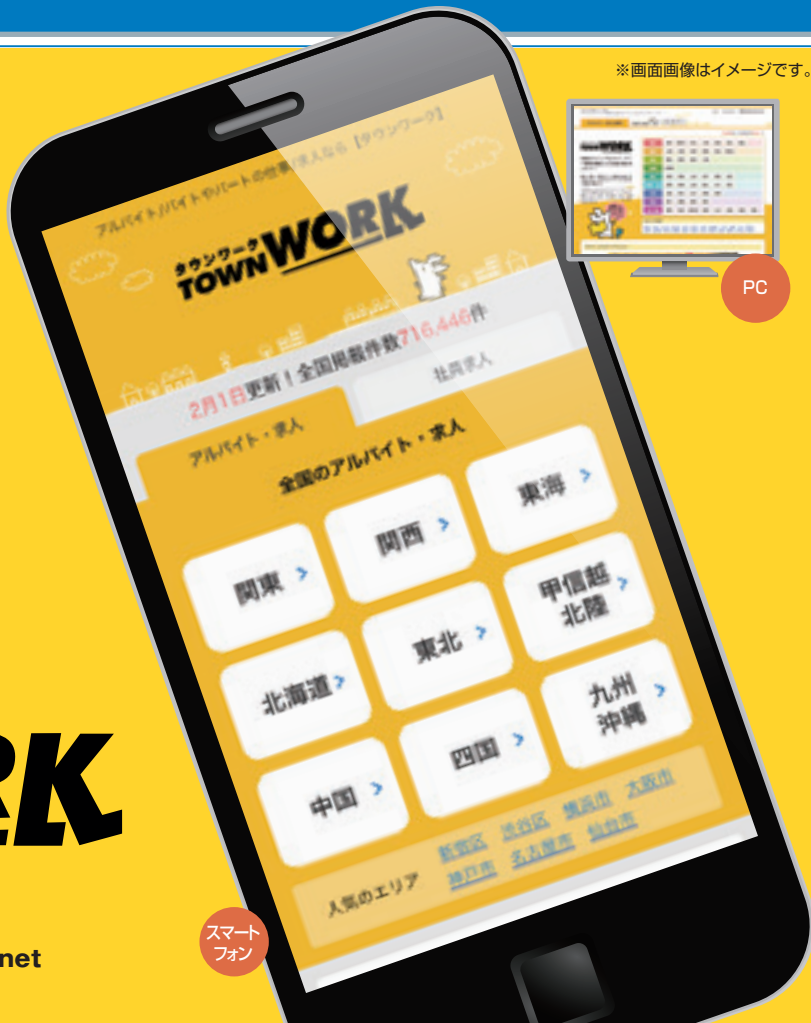 ※画面画像はイメージです。
アルバイト/バイトやパートの仕事/求人なら【タウンワーク】
タウンワーク
TOWNWORK
PC
2月1日更新！全国掲載件数716,446件
アルバイト・求人
社員求人
全国のアルバイト・求人
関東
関西
東海
北海道
東北
甲信越
北陸
中国
四国
九州
沖縄
人気のエリア
新宿区 渋谷区 横浜市 大阪市
神戸市 名古屋市 仙台市
RK
スマート
フォン
net